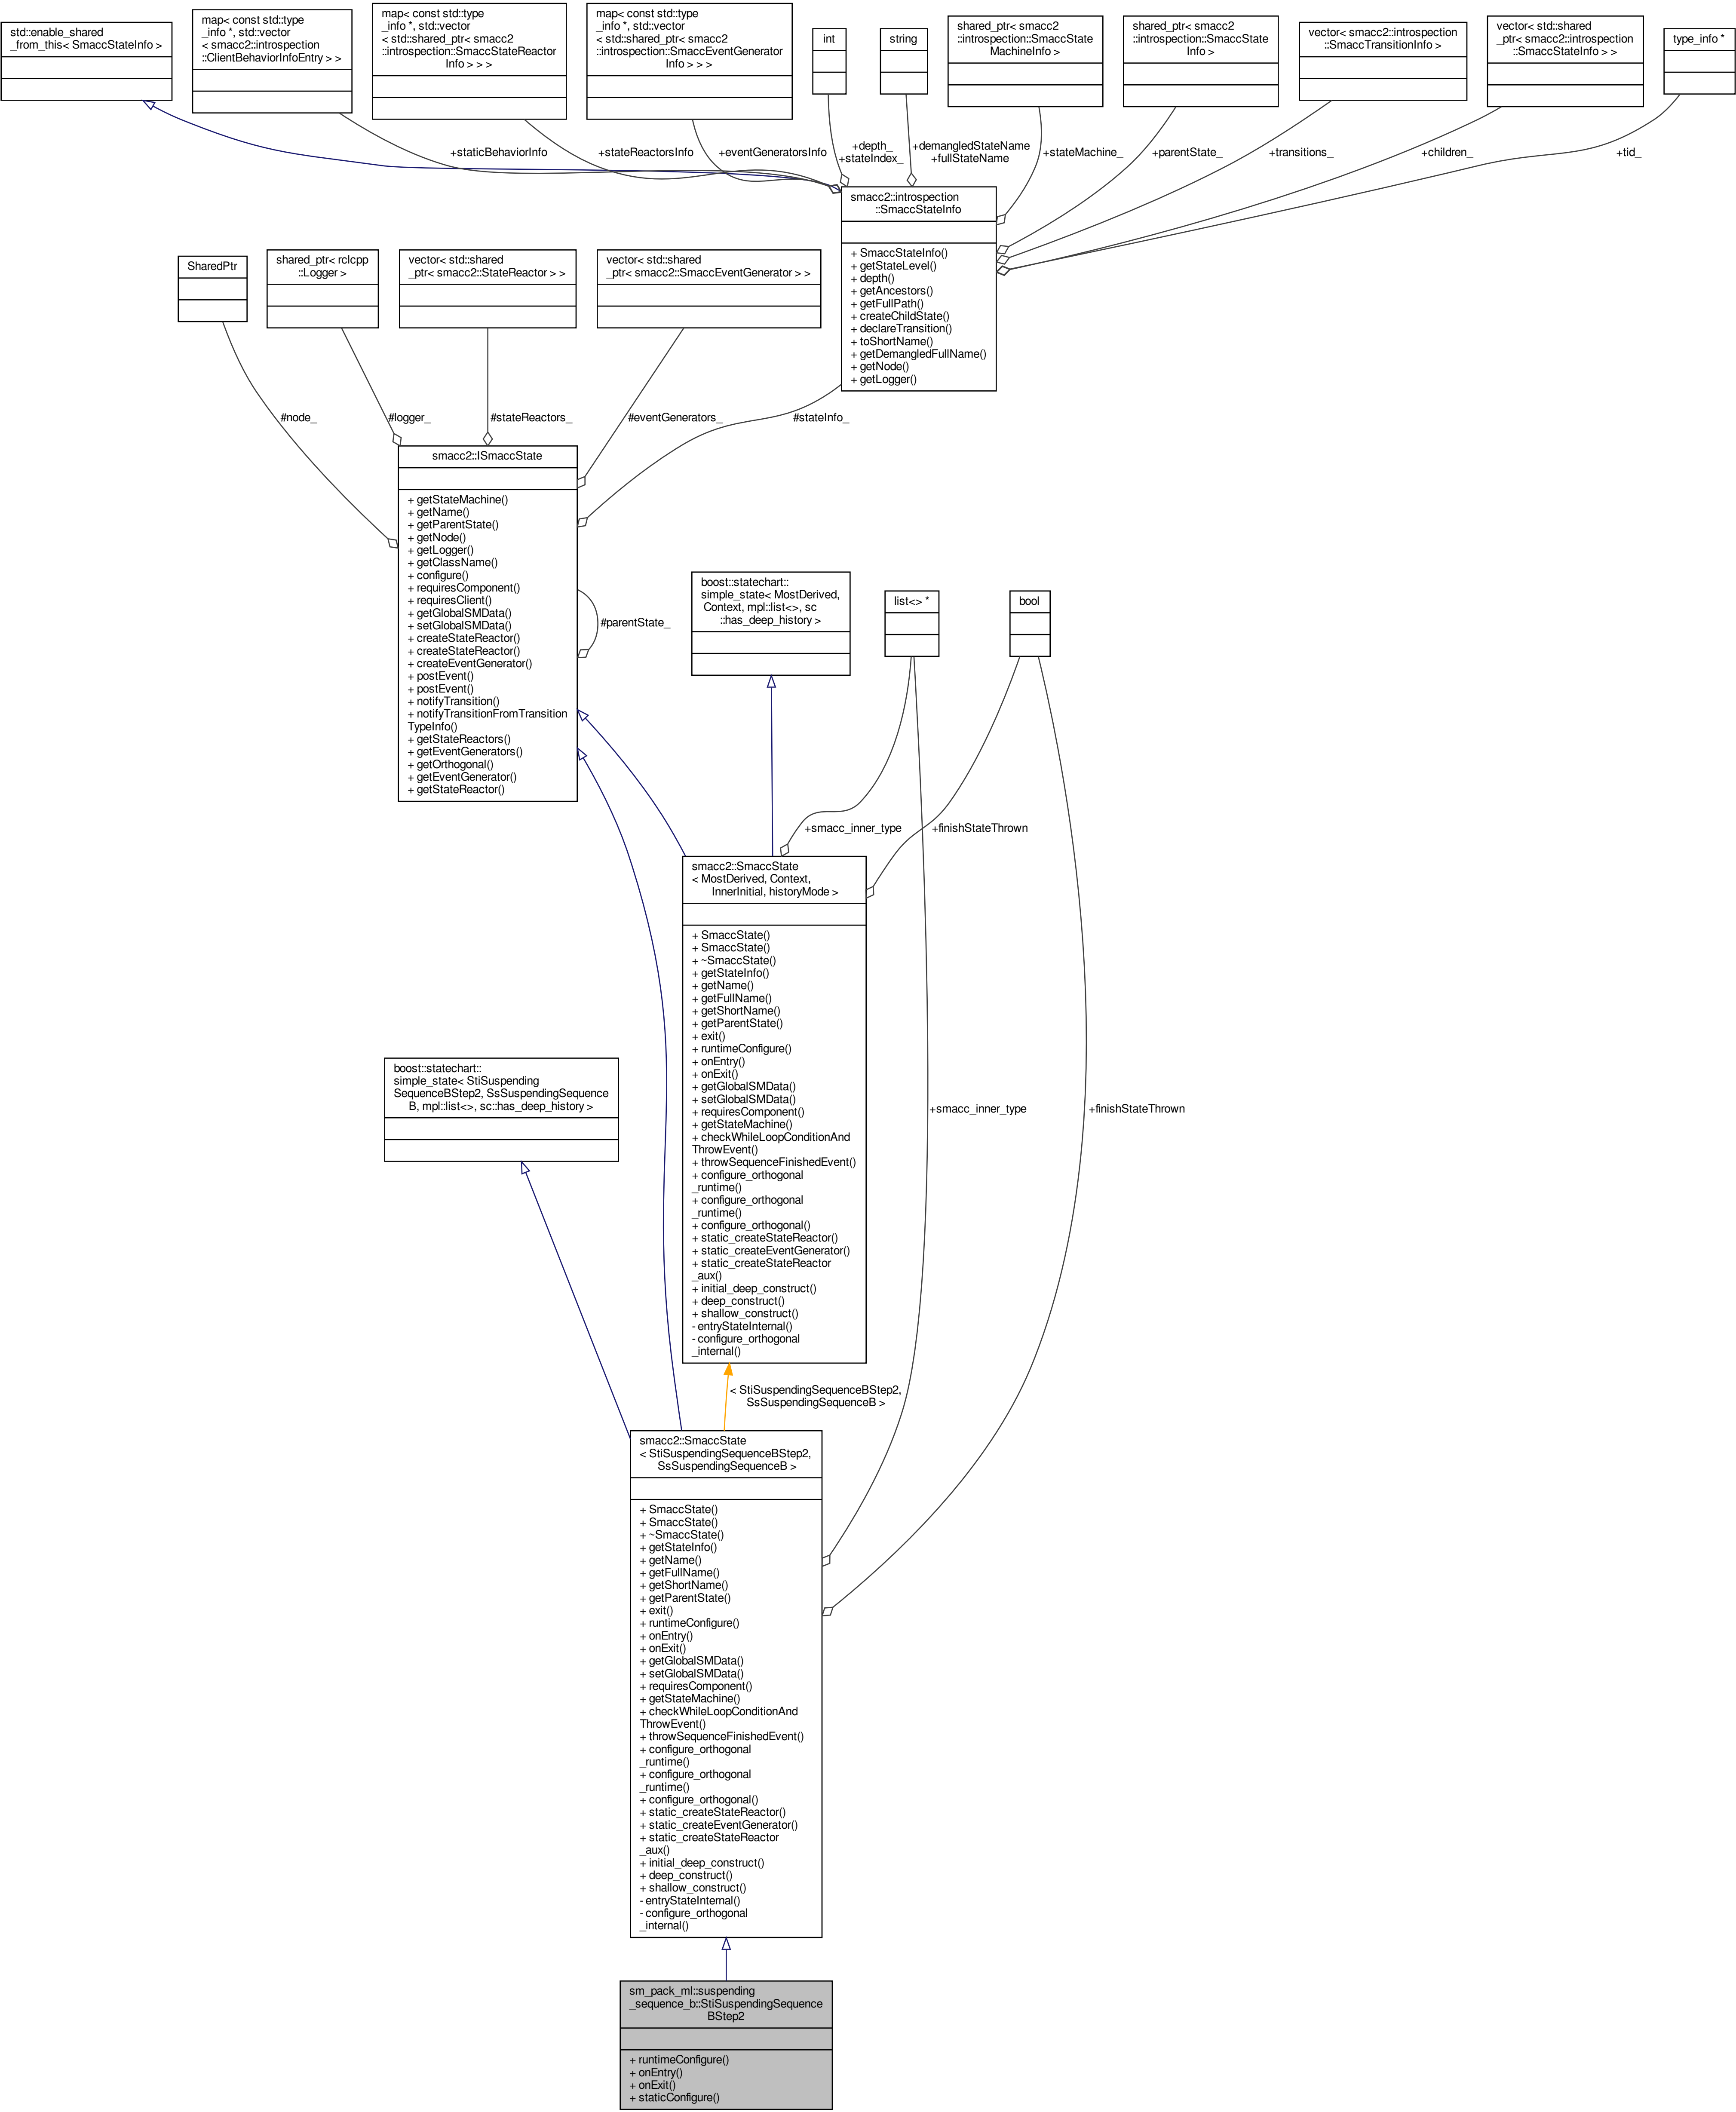 std::enable_shared
_from_this< SmaccStateInfo >
map< const std::type
_info *, std::vector
< smacc2::introspection
::ClientBehaviorInfoEntry > >
map< const std::type
_info *, std::vector
< std::shared_ptr< smacc2
::introspection::SmaccStateReactor
Info > > >
map< const std::type
_info *, std::vector
< std::shared_ptr< smacc2
::introspection::SmaccEventGenerator
Info > > >
int
string
shared_ptr< smacc2
::introspection::SmaccState
MachineInfo >
shared_ptr< smacc2
::introspection::SmaccState
Info >
vector< smacc2::introspection
::SmaccTransitionInfo >
vector< std::shared
_ptr< smacc2::introspection
::SmaccStateInfo > >
type_info *
+staticBehaviorInfo
+stateReactorsInfo
+eventGeneratorsInfo
+depth_
+stateIndex_
+demangledStateName
+fullStateName
+stateMachine_
+parentState_
+transitions_
+children_
+tid_
smacc2::introspection
::SmaccStateInfo
+ SmaccStateInfo()
+ getStateLevel()
+ depth()
+ getAncestors()
+ getFullPath()
+ createChildState()
+ declareTransition()
+ toShortName()
+ getDemangledFullName()
+ getNode()
+ getLogger()
SharedPtr
shared_ptr< rclcpp
::Logger >
vector< std::shared
_ptr< smacc2::StateReactor > >
vector< std::shared
_ptr< smacc2::SmaccEventGenerator > >
#node_
#logger_
#stateReactors_
#eventGenerators_
#stateInfo_
smacc2::ISmaccState
+ getStateMachine()
+ getName()
+ getParentState()
+ getNode()
+ getLogger()
+ getClassName()
+ configure()
+ requiresComponent()
+ requiresClient()
+ getGlobalSMData()
+ setGlobalSMData()
+ createStateReactor()
+ createStateReactor()
+ createEventGenerator()
+ postEvent()
+ postEvent()
+ notifyTransition()
+ notifyTransitionFromTransition
TypeInfo()
+ getStateReactors()
+ getEventGenerators()
+ getOrthogonal()
+ getEventGenerator()
+ getStateReactor()
#parentState_
boost::statechart::
simple_state< MostDerived,
Context, mpl::list<>, sc
::has_deep_history >
list<> *
bool
+smacc_inner_type
+finishStateThrown
smacc2::SmaccState
< MostDerived, Context,
InnerInitial, historyMode >
+ SmaccState()
+ SmaccState()
+ ~SmaccState()
+ getStateInfo()
+ getName()
+ getFullName()
+ getShortName()
+ getParentState()
+ exit()
+ runtimeConfigure()
+ onEntry()
+ onExit()
+ getGlobalSMData()
+ setGlobalSMData()
+ requiresComponent()
+ getStateMachine()
+ checkWhileLoopConditionAnd
ThrowEvent()
+ throwSequenceFinishedEvent()
+ configure_orthogonal
_runtime()
+ configure_orthogonal
_runtime()
+ configure_orthogonal()
+ static_createStateReactor()
+ static_createEventGenerator()
+ static_createStateReactor
_aux()
+ initial_deep_construct()
+ deep_construct()
+ shallow_construct()
- entryStateInternal()
- configure_orthogonal
_internal()
boost::statechart::
simple_state< StiSuspending
SequenceBStep2, SsSuspendingSequence
B, mpl::list<>, sc::has_deep_history >
+smacc_inner_type
+finishStateThrown
< StiSuspendingSequenceBStep2,
SsSuspendingSequenceB >
smacc2::SmaccState
< StiSuspendingSequenceBStep2,
SsSuspendingSequenceB >
+ SmaccState()
+ SmaccState()
+ ~SmaccState()
+ getStateInfo()
+ getName()
+ getFullName()
+ getShortName()
+ getParentState()
+ exit()
+ runtimeConfigure()
+ onEntry()
+ onExit()
+ getGlobalSMData()
+ setGlobalSMData()
+ requiresComponent()
+ getStateMachine()
+ checkWhileLoopConditionAnd
ThrowEvent()
+ throwSequenceFinishedEvent()
+ configure_orthogonal
_runtime()
+ configure_orthogonal
_runtime()
+ configure_orthogonal()
+ static_createStateReactor()
+ static_createEventGenerator()
+ static_createStateReactor
_aux()
+ initial_deep_construct()
+ deep_construct()
+ shallow_construct()
- entryStateInternal()
- configure_orthogonal
_internal()
sm_pack_ml::suspending
_sequence_b::StiSuspendingSequence
BStep2
+ runtimeConfigure()
+ onEntry()
+ onExit()
+ staticConfigure()